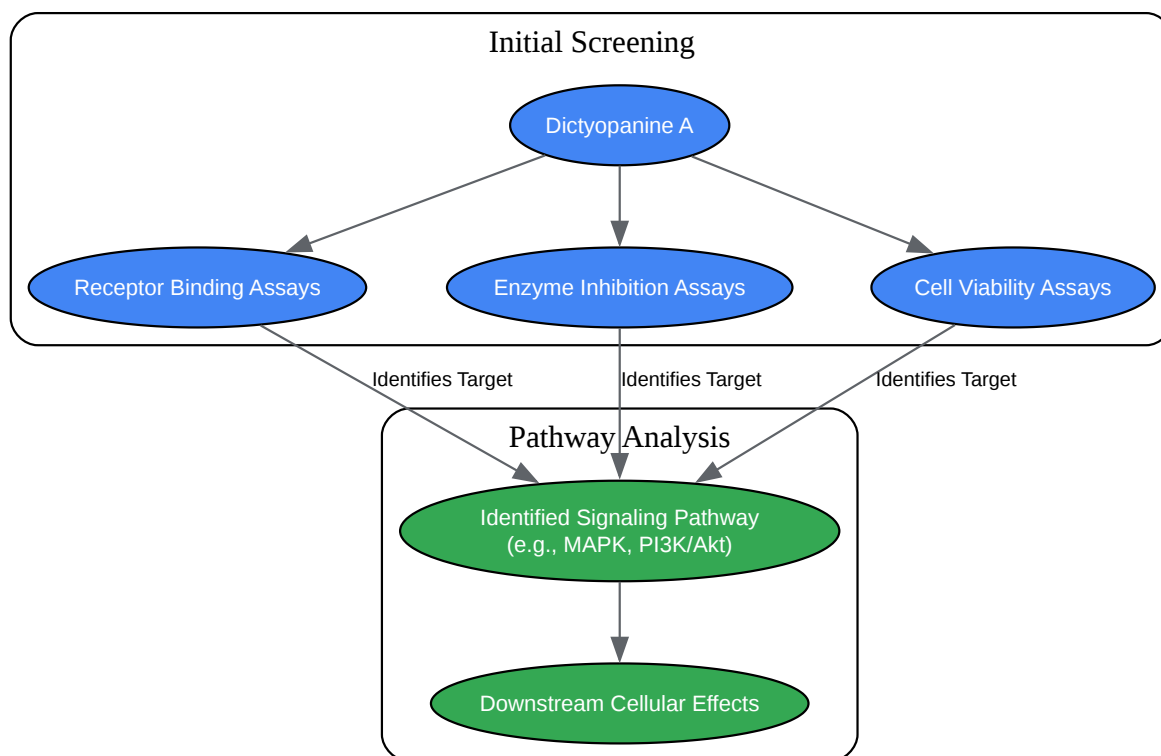 Initial Screening
Dictyopanine A
Receptor Binding Assays
Enzyme Inhibition Assays
Cell Viability Assays
Identifies Target
Identifies Target
Identifies Target
Pathway Analysis
Identified Signaling Pathway
(e.g., MAPK, PI3K/Akt)
Downstream Cellular Effects